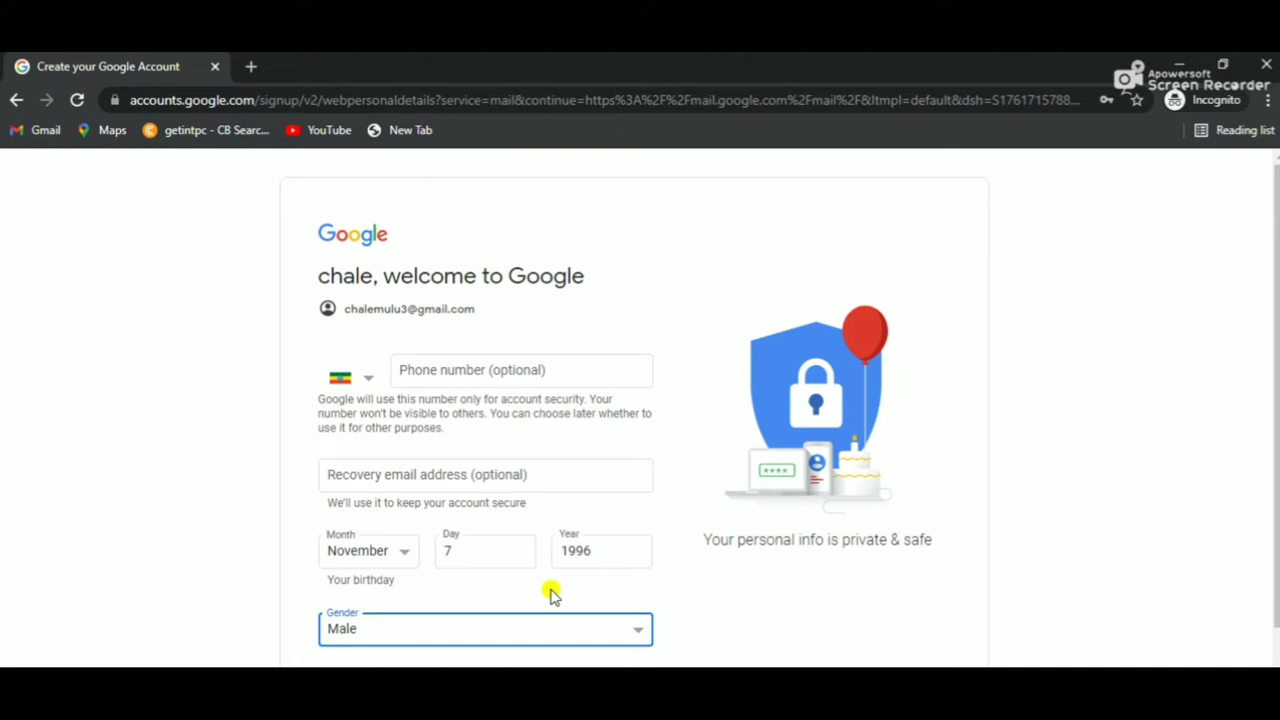 Create your Google Account
Apowersoft
Screen Recorder
accounts.google.com/signup/v2/webpersonaldetails?service=mail&continue=https%3A%2F%2Fmail.google.com%2Fmail%2F&ltmpl=default&dsh=S1761715788...
Incognito
Gmail
Maps
getintpc - CB Searc...
YouTube
New Tab
Reading list
Google
chale, welcome to Google
chalemulu3@gmail.com
Phone number (optional)
Google will use this number only for account security. Your
number won't be visible to others. You can choose later whether to
use it for other purposes.
Recovery email address (optional)
We'll use it to keep your account secure
Month
Day
Year
November
7
1996
Your birthday
Gender
Male
****
Your personal info is private & safe